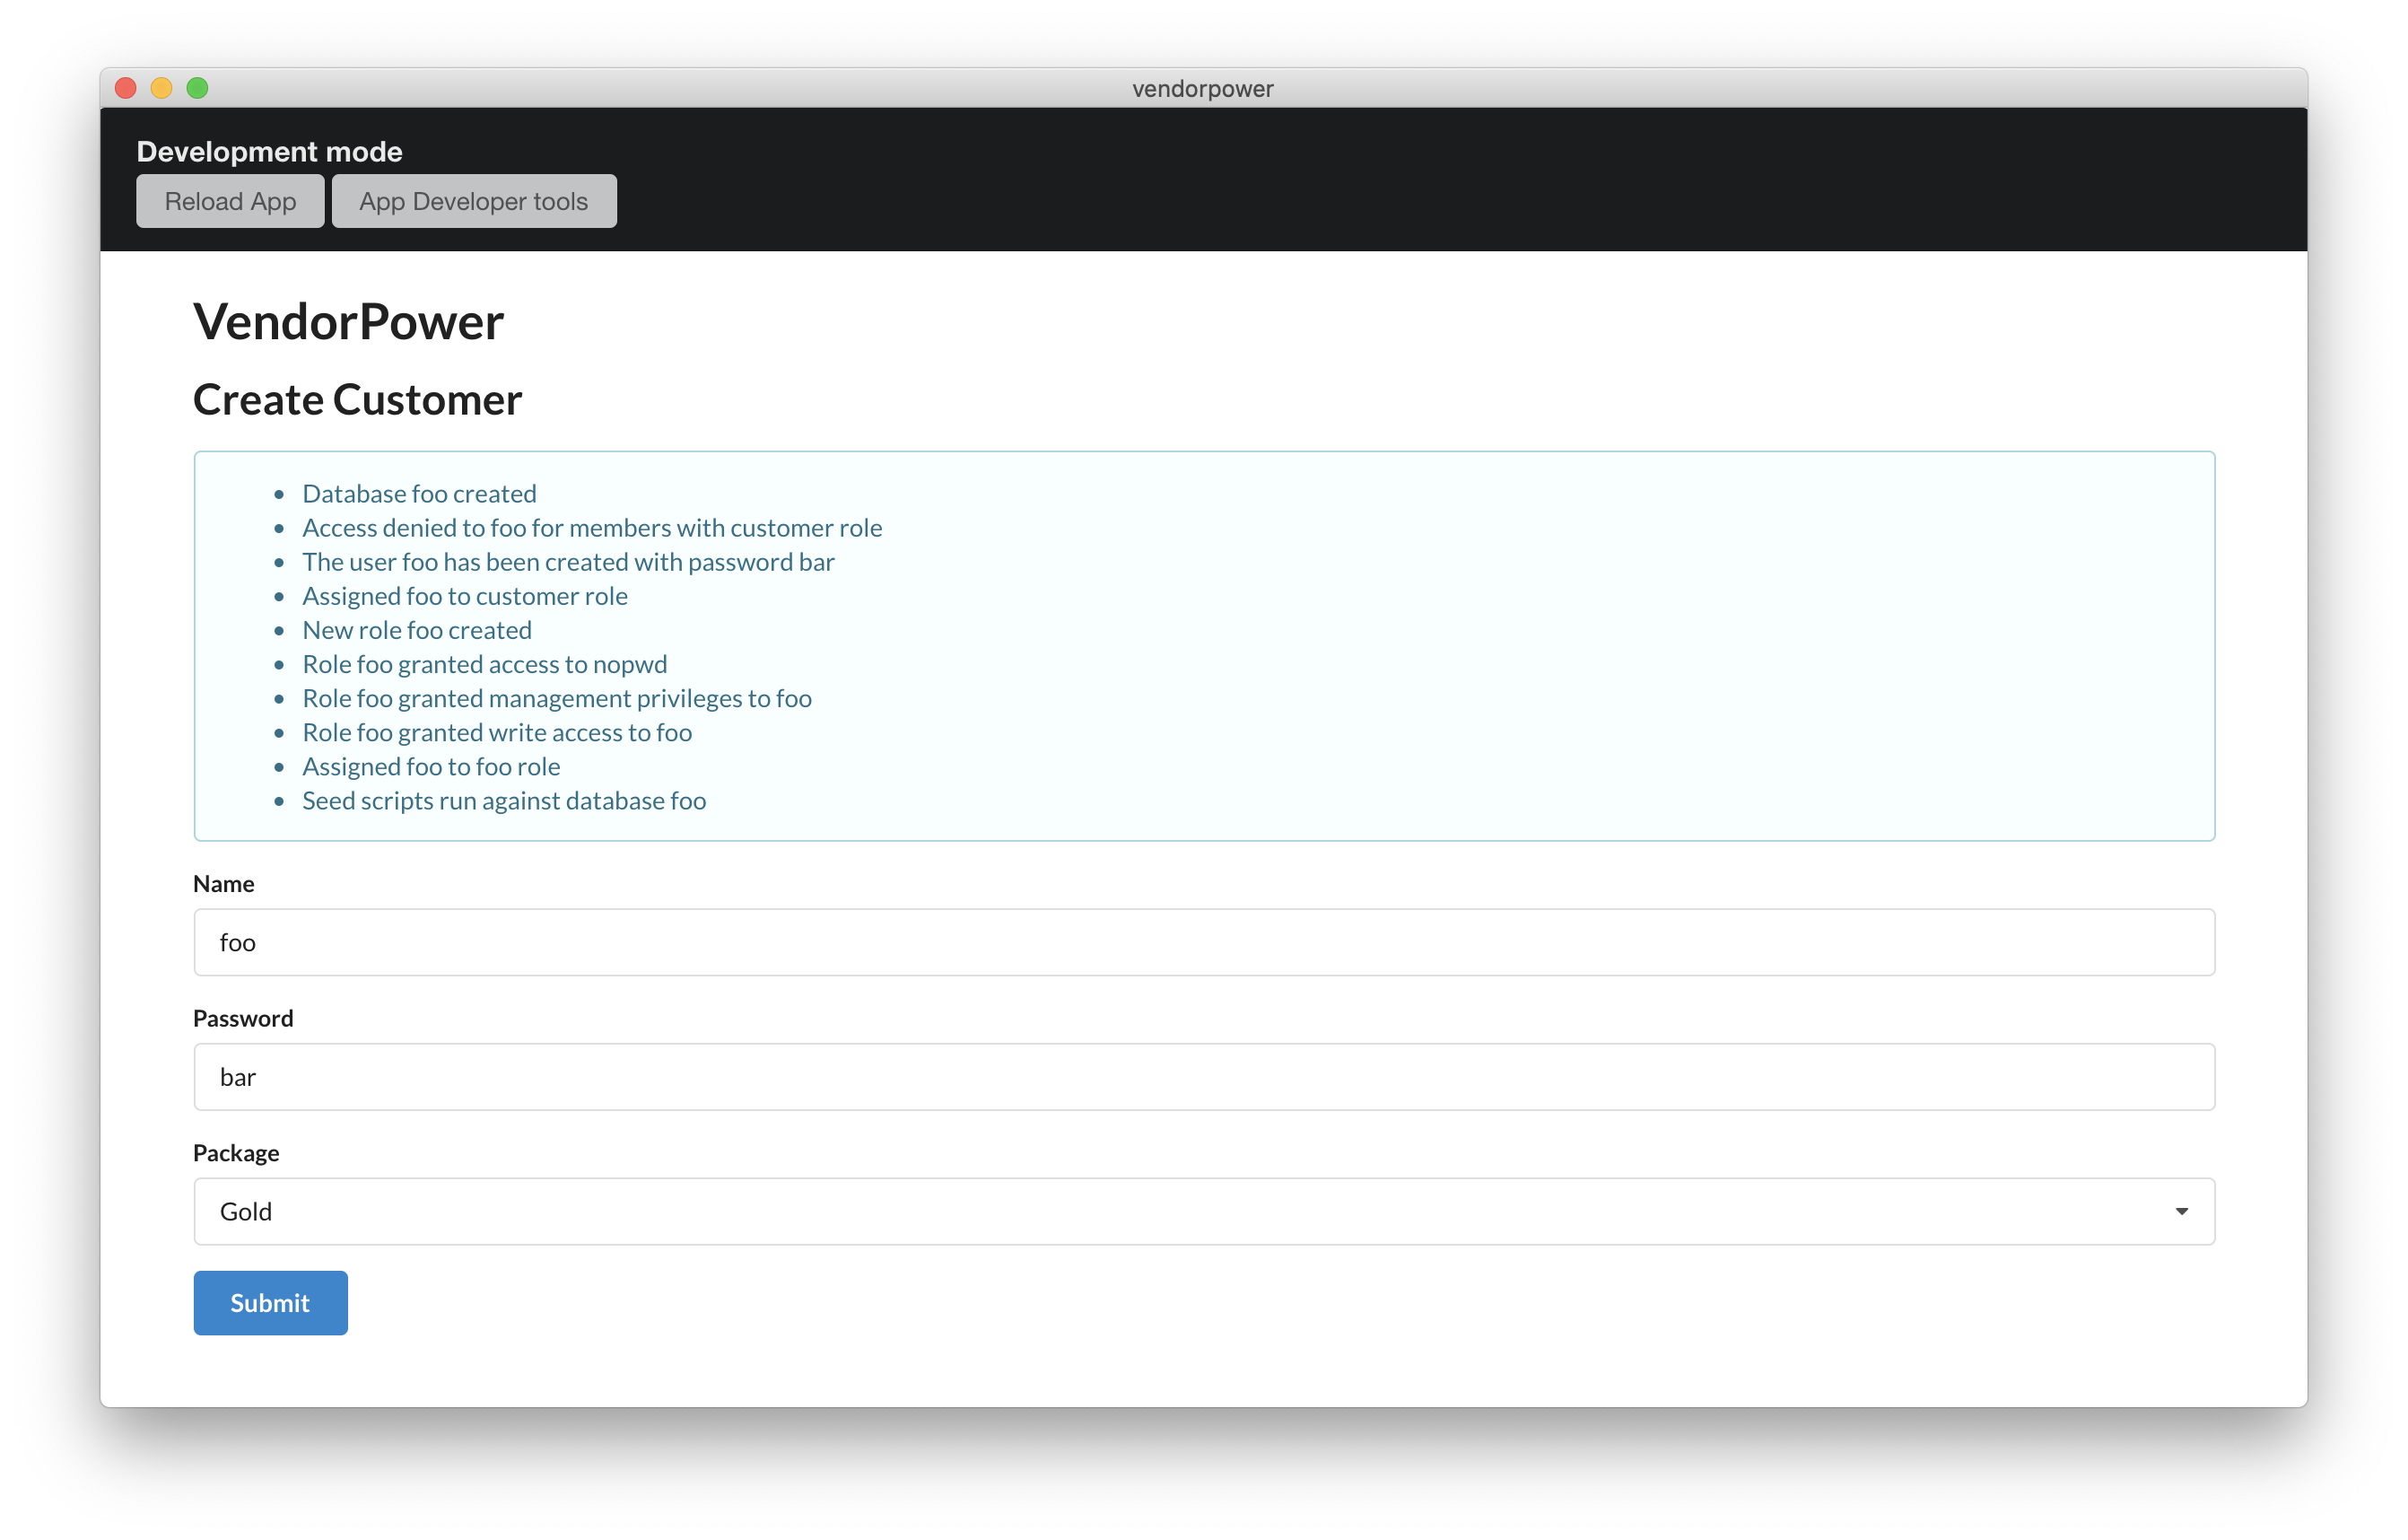 vendorpower
Development mode
Reload App App Developer tools
VendorPower
Create Customer
Database foo created
Access denied to foo for members with customer role
The user foo has been created with password bar
Assigned foo to customer role
New role foo created
Role foo granted access to nopwd
Role foo granted management privileges to foo
Role foo granted write access to foo
Assigned foo to foo role
Seed scripts run against database foo
Name
foo
Password
bar
Package
Gold
Submit